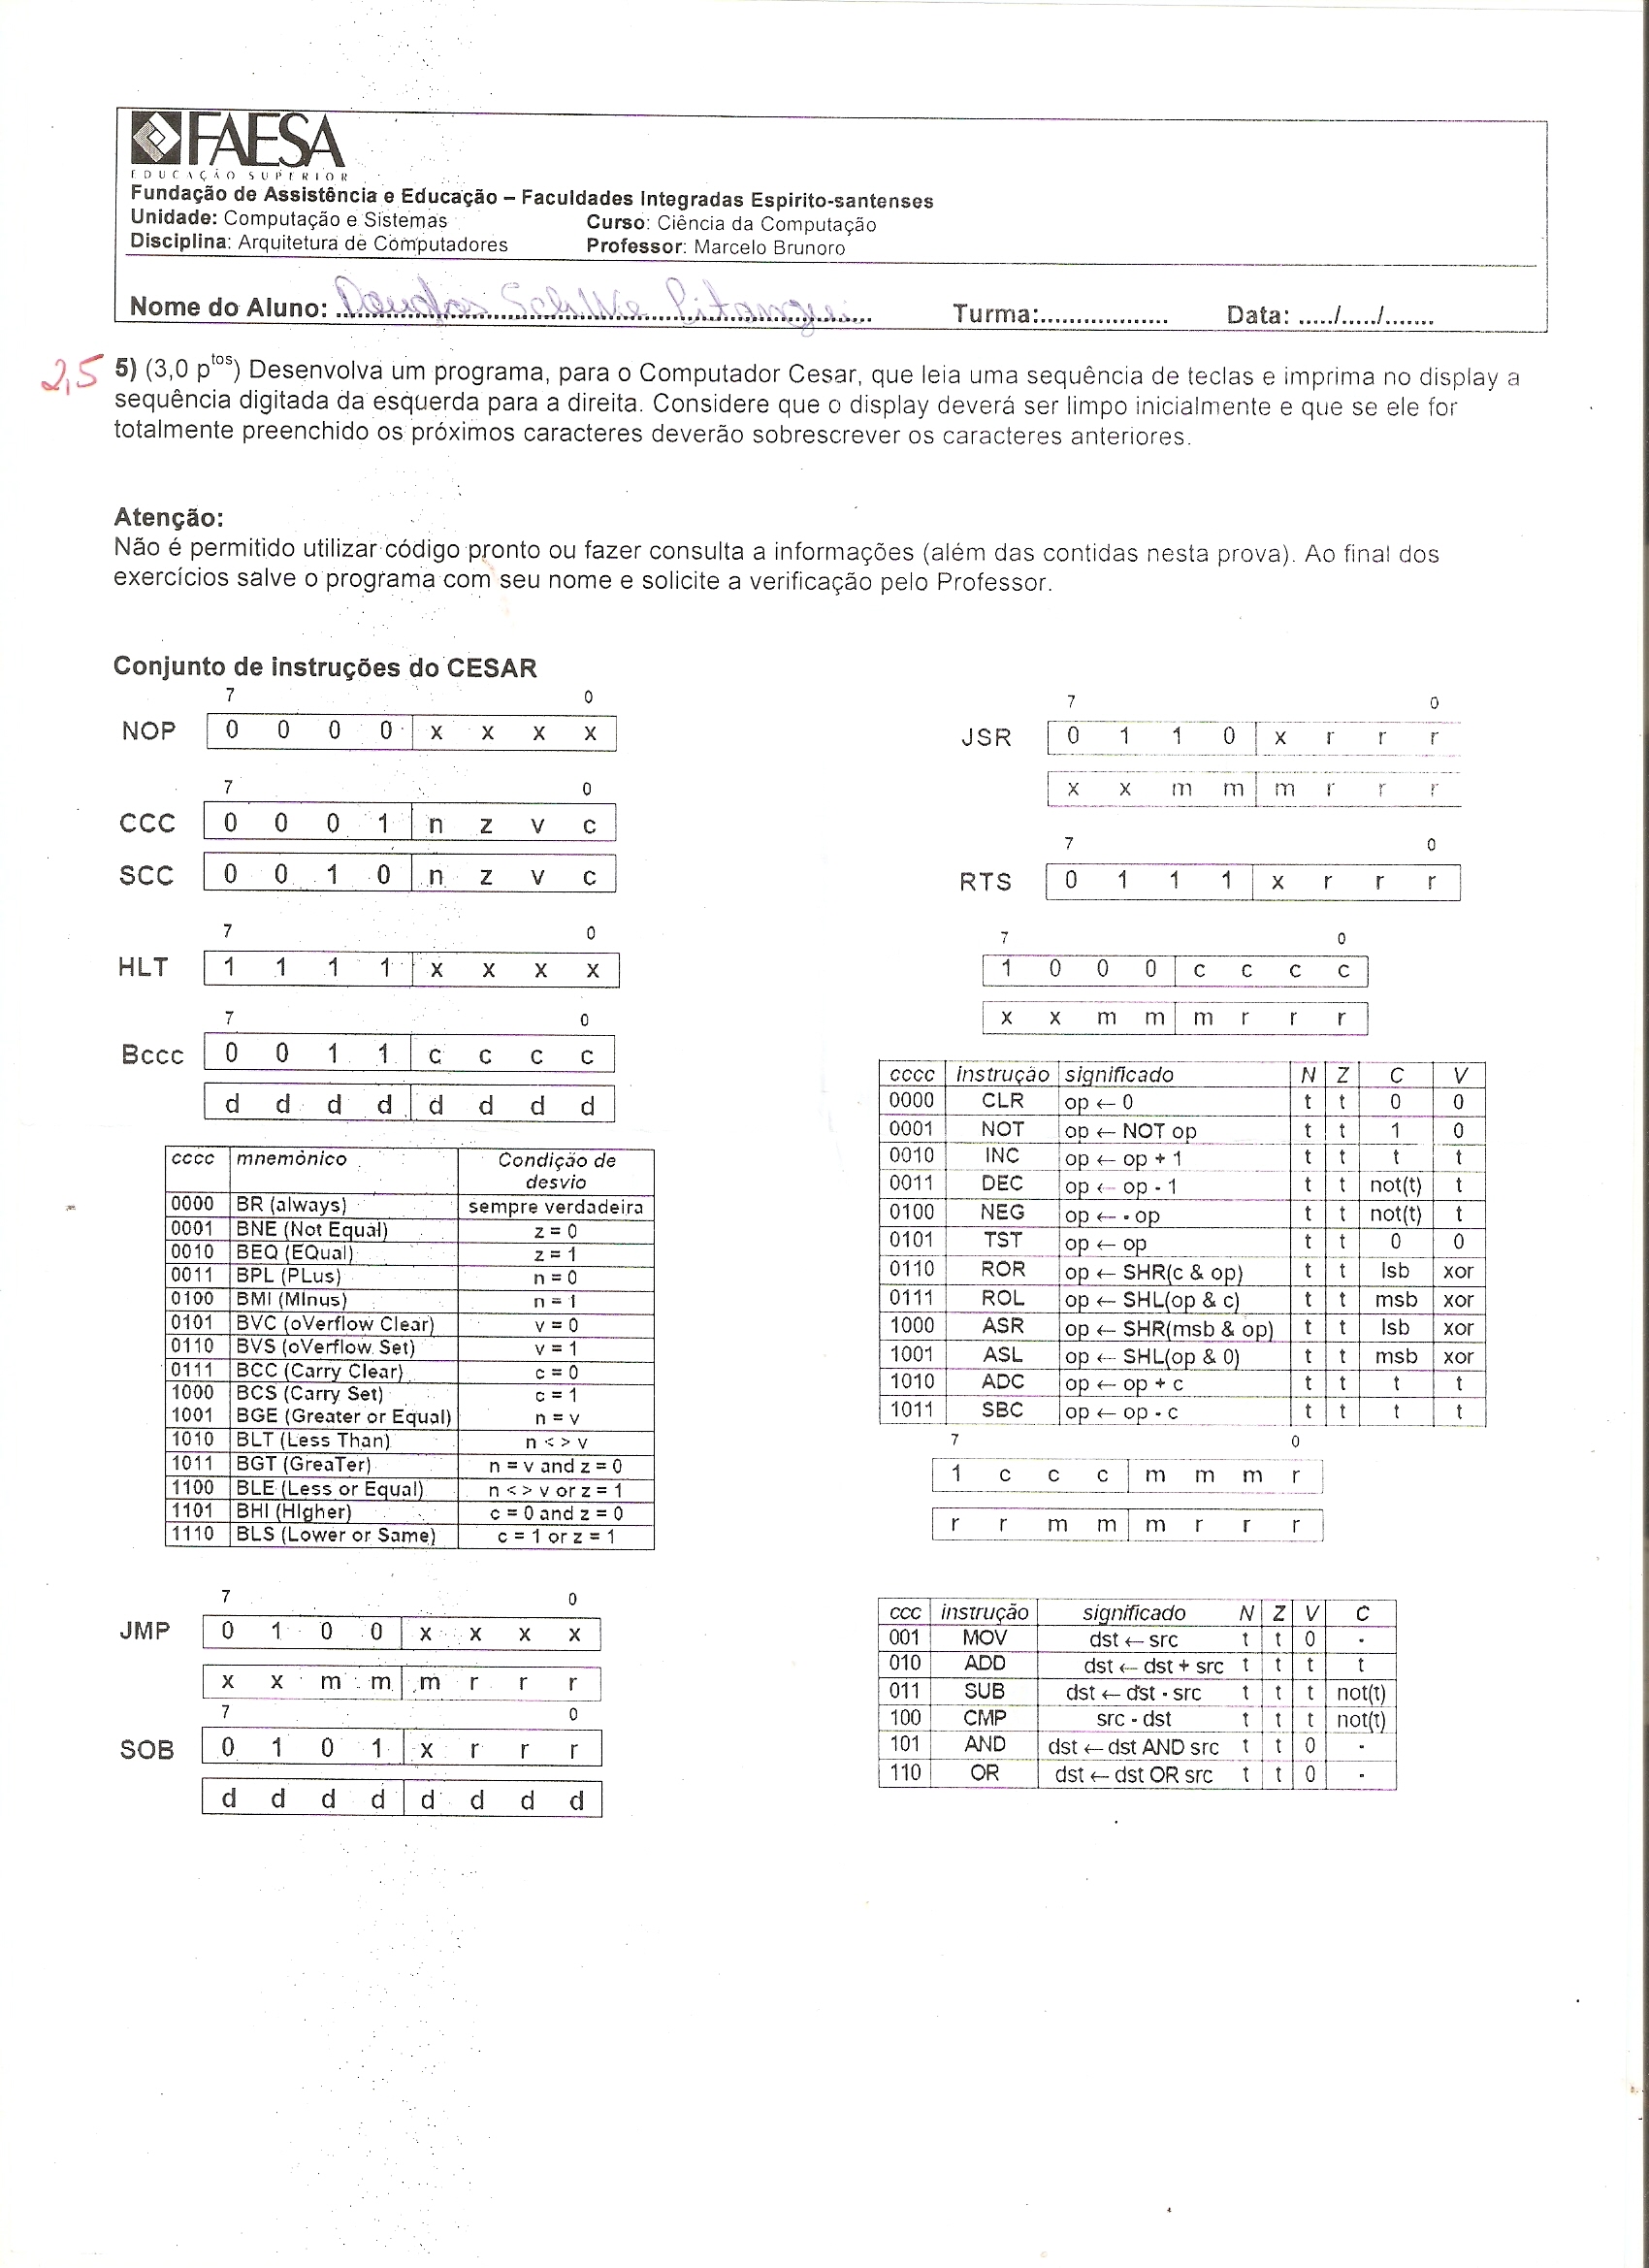 FAESA
EDUCAÇÃO SUPERIOR
Fundação de Assistência e Educação – Faculdades Integradas Espirito-santenses
Unidade: Computação e Sistemas Curso: Ciência da Computação
Disciplina: Arquitetura de Computadores Professor: Marcelo Brunoro
Nome do Aluno: Douglas Turma:.................. Data: ...../...../.......
2,5 5) (3,0 ptos) Desenvolva um programa, para o Computador Cesar, que leia uma sequência de teclas e imprima no display a
sequência digitada da esquerda para a direita. Considere que o display deverá ser limpo inicialmente e que se ele for
totalmente preenchido os próximos caracteres deverão sobrescrever os caracteres anteriores.
Atenção:
Não é permitido utilizar código pronto ou fazer consulta a informações (além das contidas nesta prova). Ao final dos
exercícios salve o programa com seu nome e solicite a verificação pelo Professor.
Conjunto de instruções do CESAR
7 0
NOP 0 0 0 0 x x x x
7 0
CCC 0 0 0 1 n z v c
SCC 0 0 1 0 n z v c
7 0
HLT 1 1 1 1 x x x x
7 0
Bccc 0 0 1 1 c c c c
d d d d d d d d
cccc mnemônico Condição de
desvio
0000 BR (always) sempre verdadeira
0001 BNE (Not Equal) z = 0
0010 BEQ (EQual) z = 1
0011 BPL (PLus) n = 0
0100 BMI (MInus) n = 1
0101 BVC (oVerflow Clear) v = 0
0110 BVS (oVerflow Set) v = 1
0111 BCC (Carry Clear) c = 0
1000 BCS (Carry Set) c = 1
1001 BGE (Greater or Equal) n = v
1010 BLT (Less Than) n < > v
1011 BGT (GreaTer) n = v and z = 0
1100 BLE (Less or Equal) n < > v or z = 1
1101 BHI (HIgher) c = 0 and z = 0
1110 BLS (Lower or Same) c = 1 or z = 1
7 0
JMP 0 1 0 0 x x x x
x x m m m r r r
7 0
SOB 0 1 0 1 x r r r
d d d d d d d d
7 0
JSR 0 1 1 0 x r r r
x x m m m r r r
7 0
RTS 0 1 1 1 x r r r
7 0
1 0 0 0 c c c c
x x m m m r r r
cccc instrução significado N Z C V
0000 CLR op ← 0 t t 0 0
0001 NOT op ← NOT op t t 1 0
0010 INC op ← op + 1 t t t t
0011 DEC op ← op - 1 t t not(t) t
0100 NEG op ← - op t t not(t) t
0101 TST op ← op t t 0 0
0110 ROR op ← SHR(c & op) t t lsb xor
0111 ROL op ← SHL(op & c) t t msb xor
1000 ASR op ← SHR(msb & op) t t lsb xor
1001 ASL op ← SHL(op & 0) t t msb xor
1010 ADC op ← op + c t t t t
1011 SBC op ← op - c t t t t
7 0
1 c c c m m m r
r r m m m r r r
ccc instrução significado N Z V C
001 MOV dst ← src t t 0 -
010 ADD dst ← dst + src t t t t
011 SUB dst ← dst - src t t t not(t)
100 CMP src - dst t t t not(t)
101 AND dst ← dst AND src t t 0 -
110 OR dst ← dst OR src t t 0 -